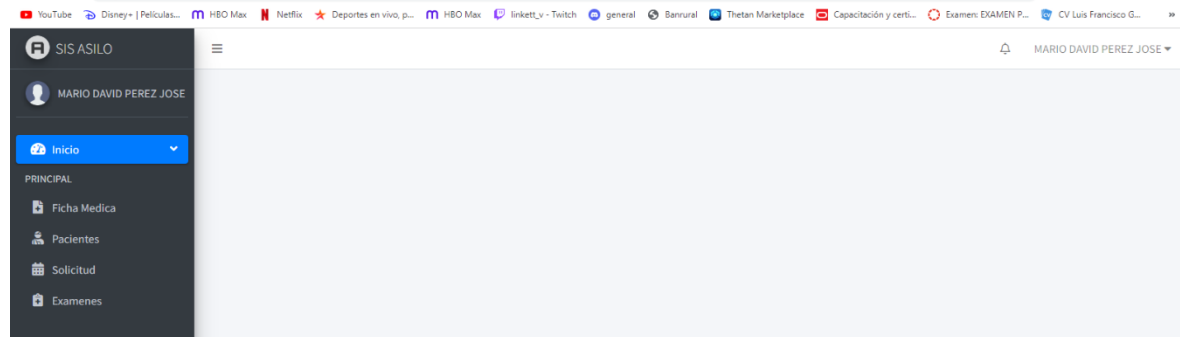 YouTube Disney+ | Películas... HBO Max Netflix Deportes en vivo, p... HBO Max linkett_v - Twitch general Banrural Thetan Marketplace Capacitación y certi... Examen: EXAMEN P... CV Luis Francisco G... »
SIS ASILO
MARIO DAVID PEREZ JOSE
MARIO DAVID PEREZ JOSE
Inicio
PRINCIPAL
Ficha Medica
Pacientes
Solicitud
Examenes